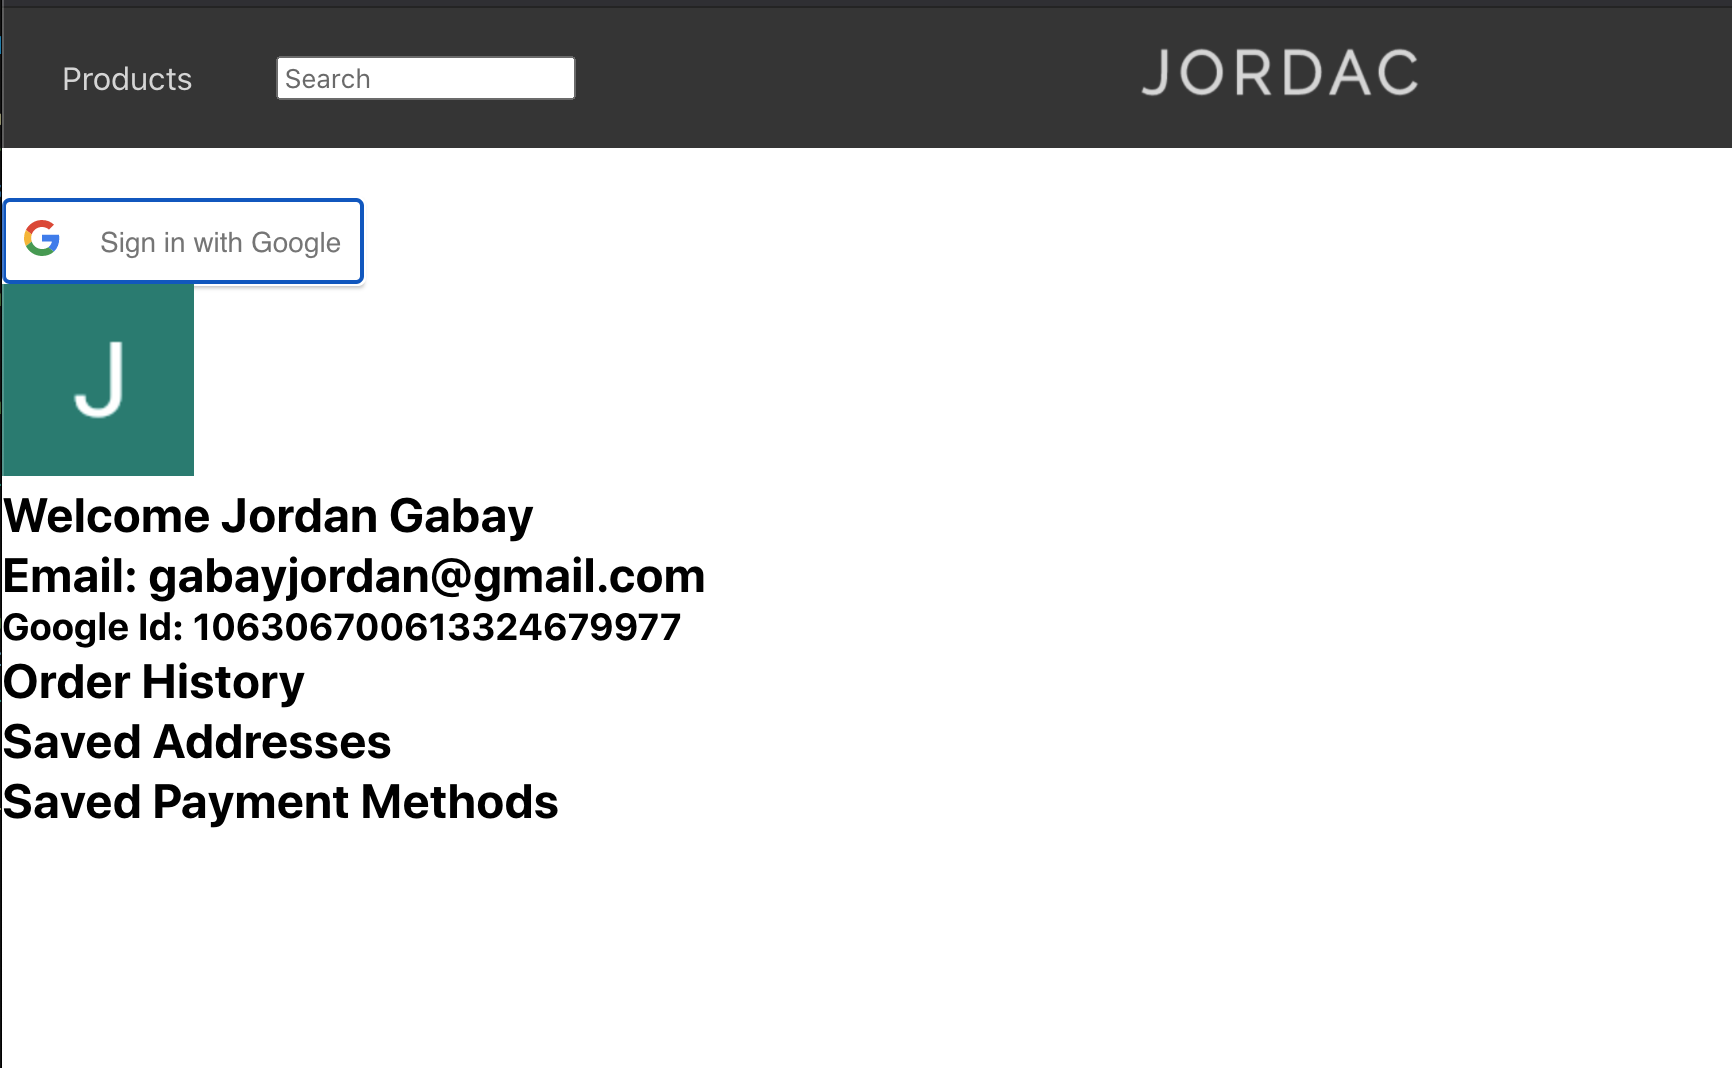 Products
Search
JORDAC
Sign in with Google
J
Welcome Jordan Gabay
Email: gabayjordan@gmail.com
Google Id: 106306700613324679977
Order History
Saved Addresses
Saved Payment Methods